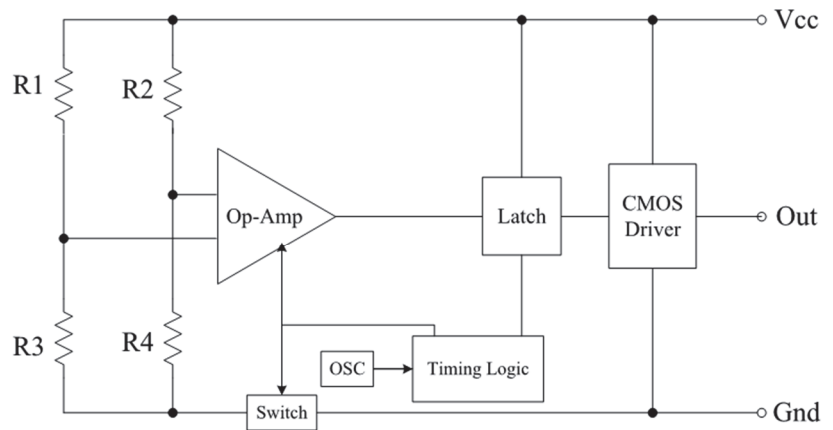 Vcc
R1
R2
Op-Amp
Latch
CMOS
Driver
Out
R3
R4
OSC
Timing Logic
Switch
Gnd